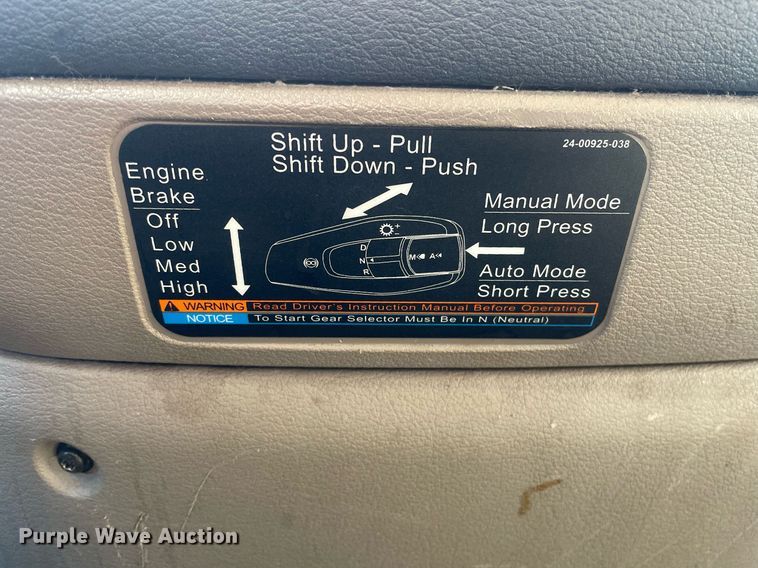 Shift Up - Pull
Shift Down - Push
24-00925-038
Engine
Brake
Off
Low
Med
High
D
N
R
+
-
M
A
Manual Mode
Long Press
Auto Mode
Short Press
WARNING Read Driver's Instruction Manual Before Operating
NOTICE To Start Gear Selector Must Be In N (Neutral)
Purple Wave Auction